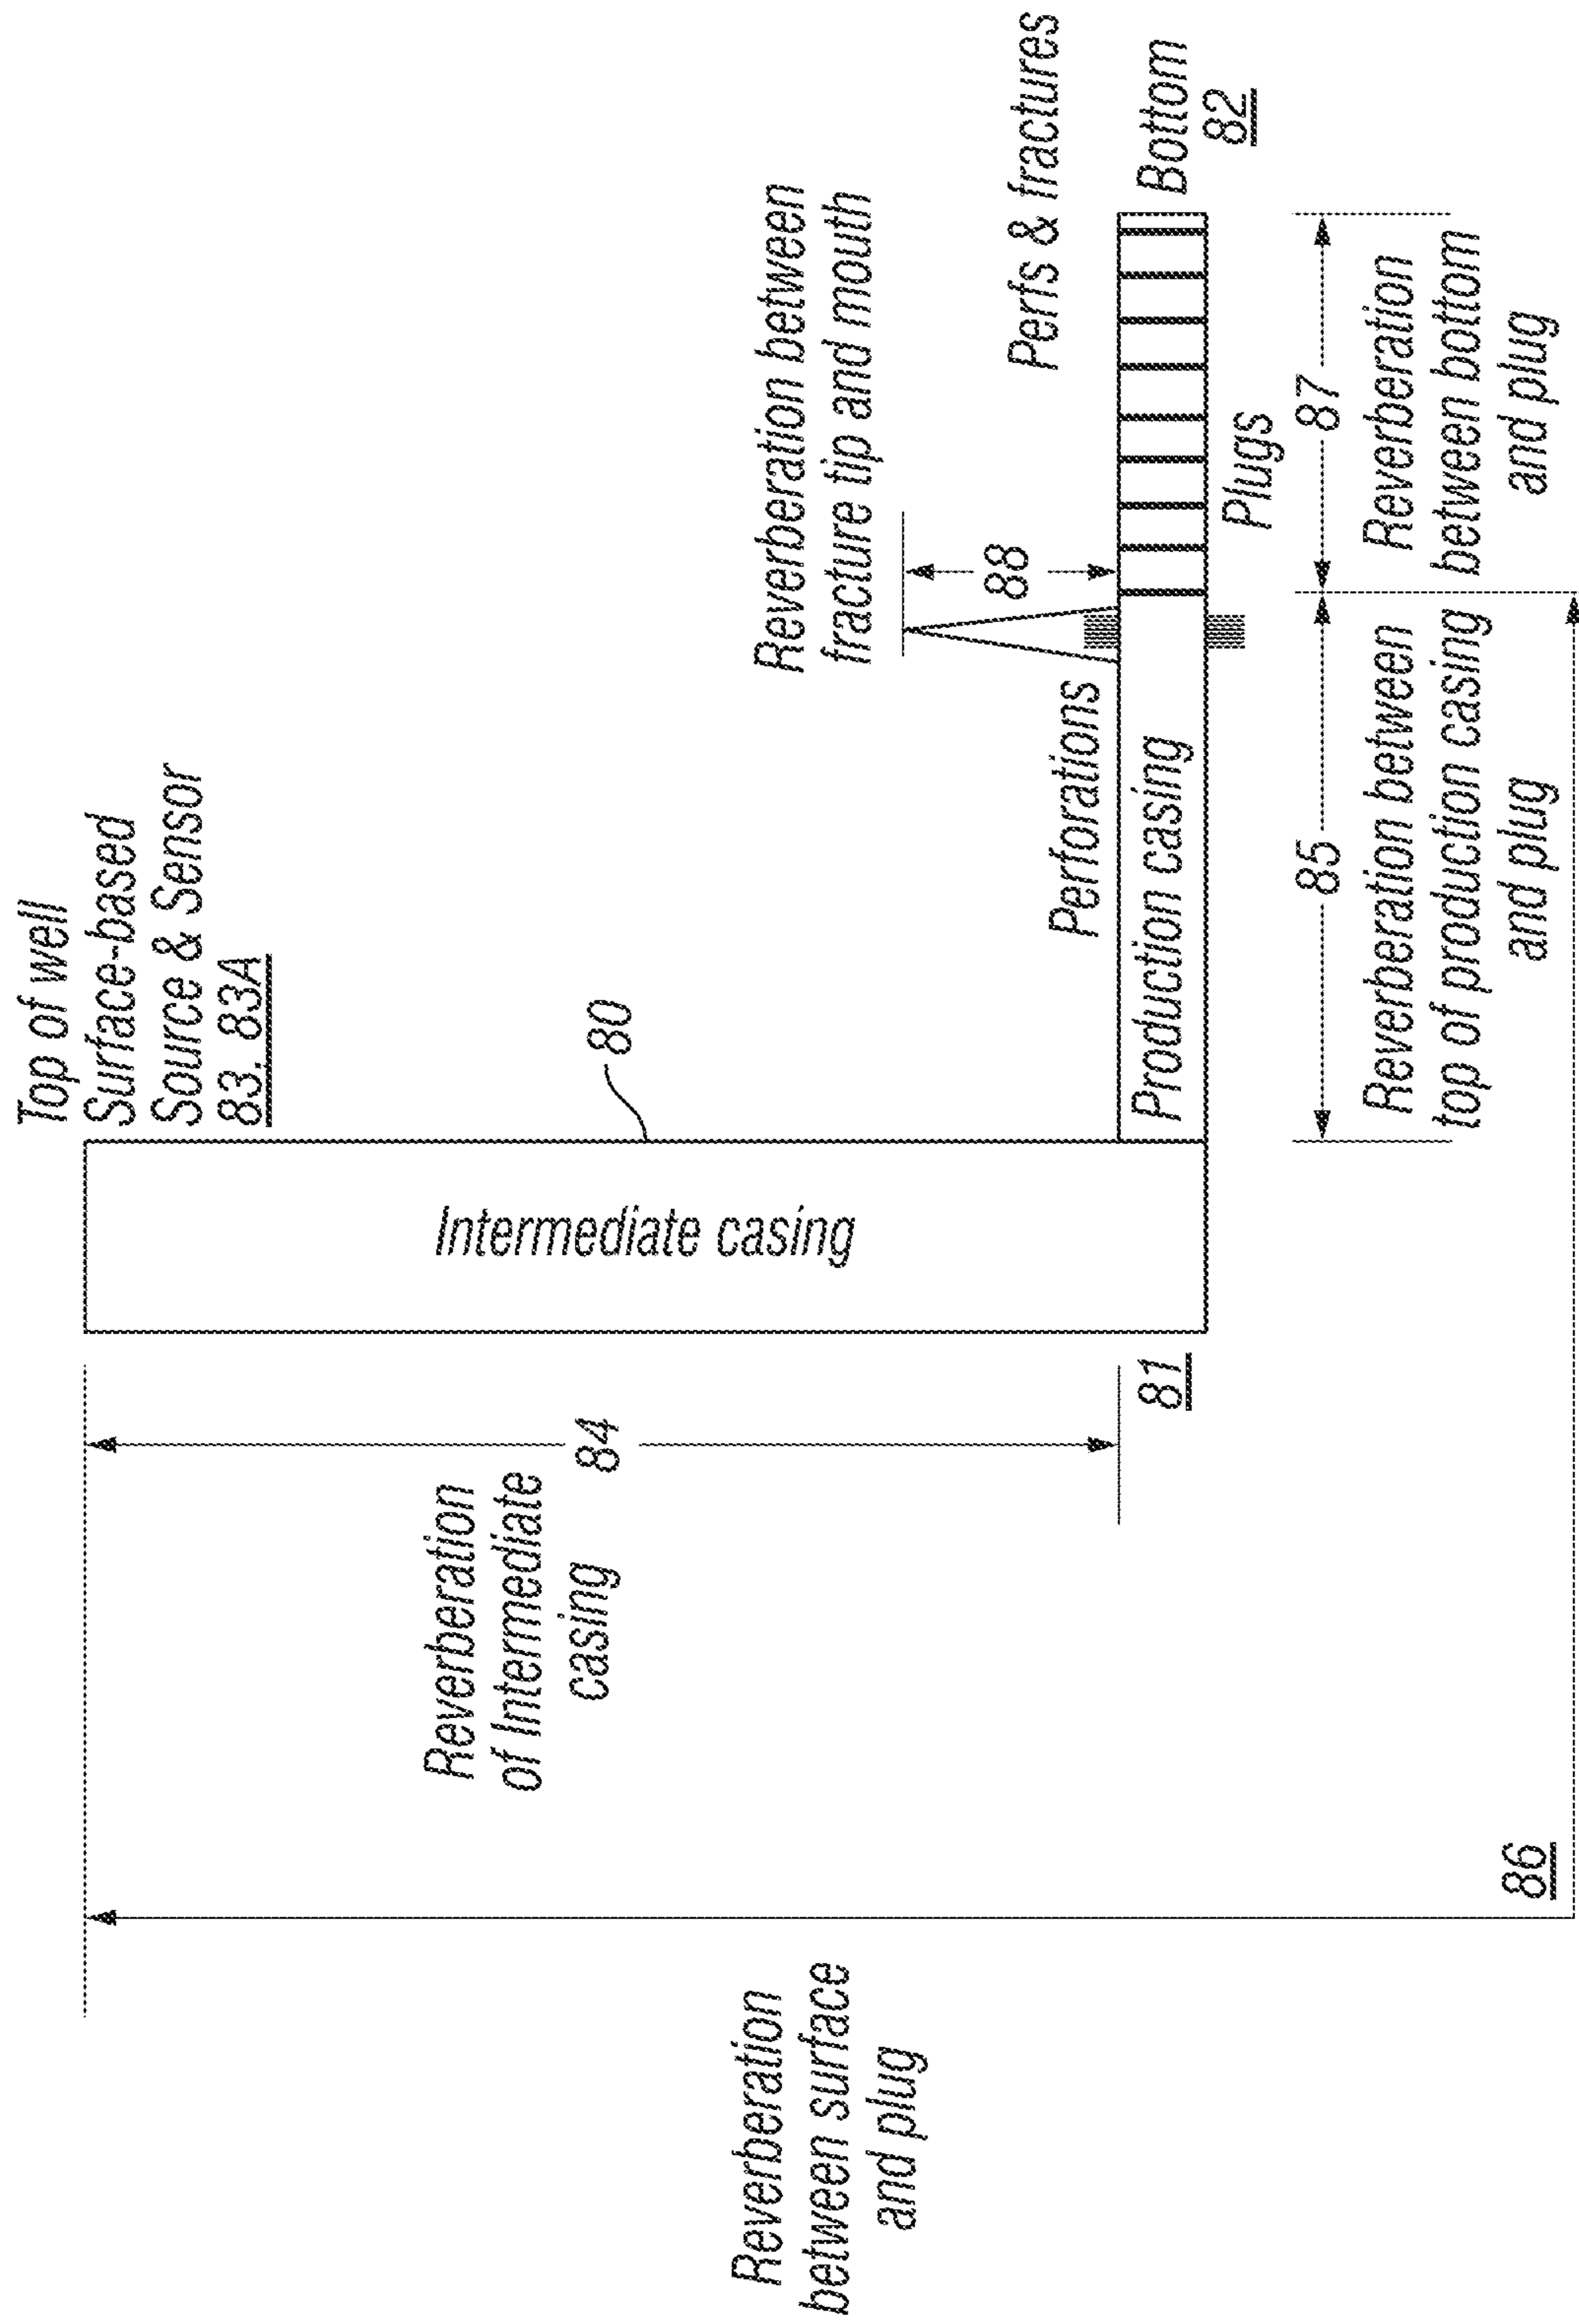 Top of well
Surface-based
Source & Sensor
83. 83A
Intermediate casing
80
Reverberation
of Intermediate
casing
84
81
Reverberation
between surface
and plug
86
Reverberation between
fracture tip and mouth
88
Perfs & fractures
Perforations
Production casing
Bottom
82
Plugs
85
87
Reverberation between
top of production casing
and plug
Reverberation
between bottom
and plug